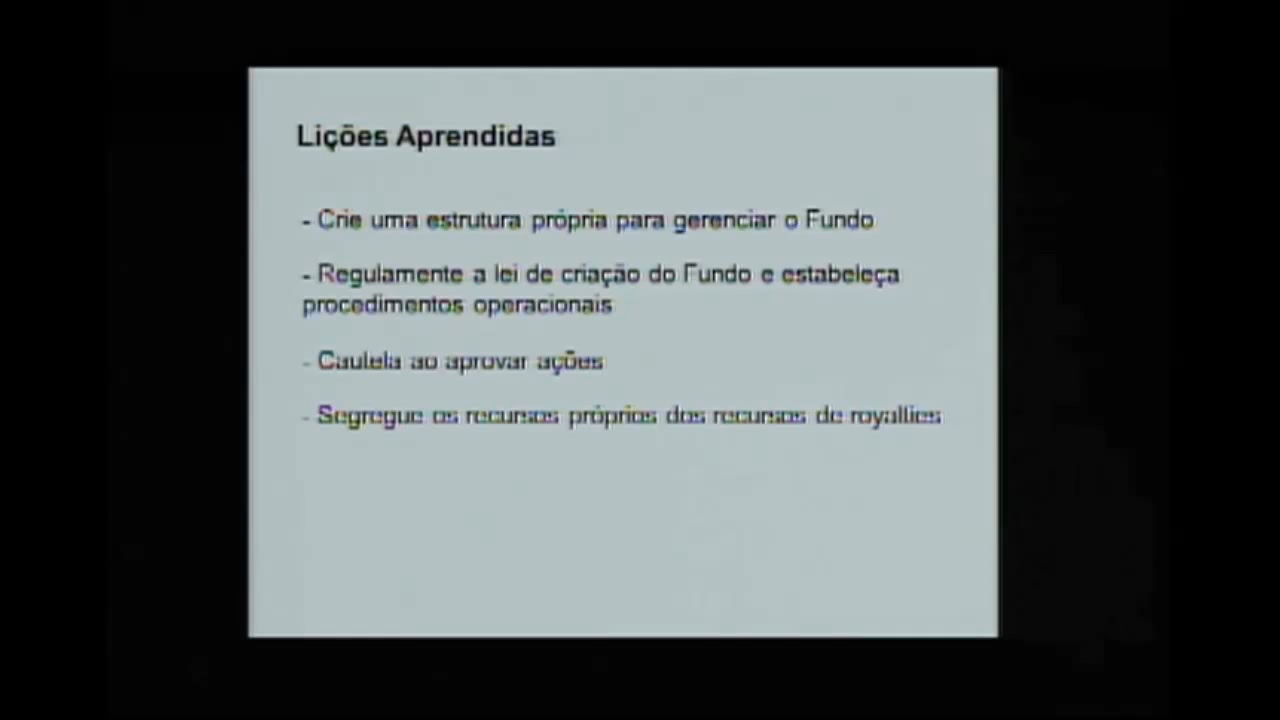 Lições Aprendidas
- Crie uma estrutura própria para gerenciar o Fundo
- Regulamente a lei de criação do Fundo e estabeleça
procedimentos operacionais
- Cautela ao aprovar ações
- Segregue os recursos próprios dos recursos de royalties